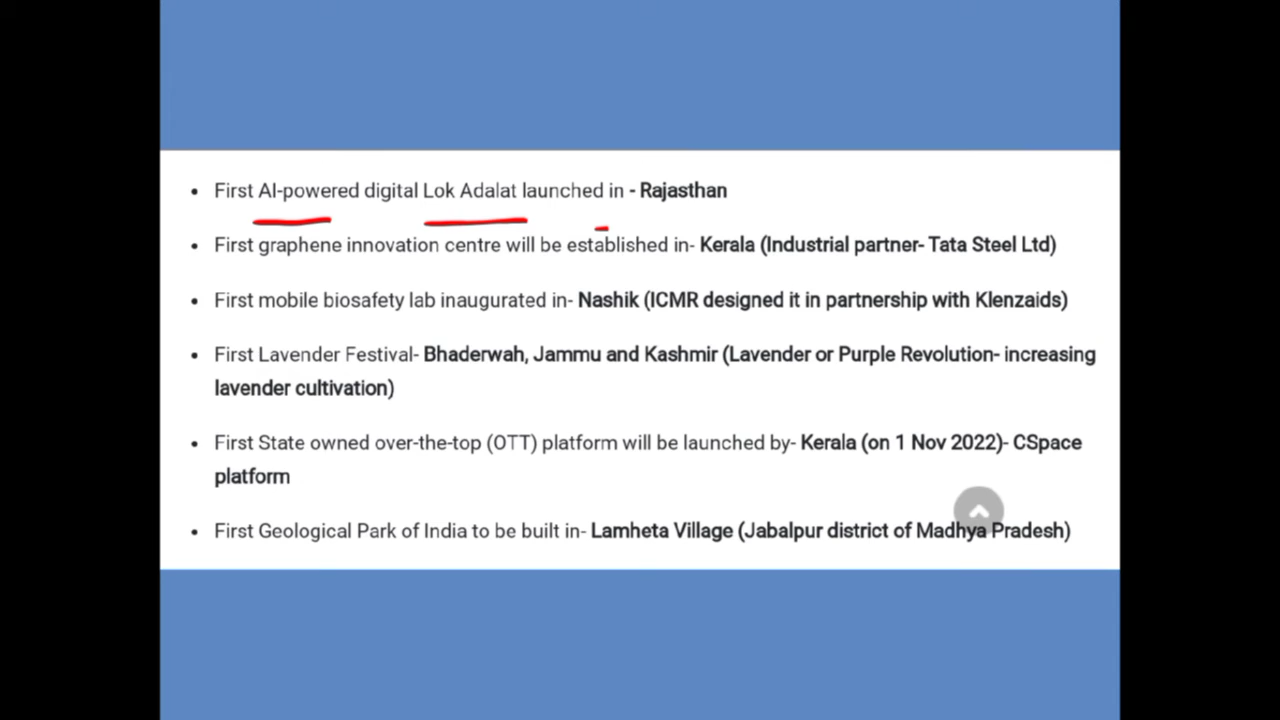 • First AI-powered digital Lok Adalat launched in - Rajasthan
• First graphene innovation centre will be established in- Kerala (Industrial partner- Tata Steel Ltd)
• First mobile biosafety lab inaugurated in- Nashik (ICMR designed it in partnership with Klenzaids)
• First Lavender Festival- Bhaderwah, Jammu and Kashmir (Lavender or Purple Revolution- increasing
lavender cultivation)
• First State owned over-the-top (OTT) platform will be launched by- Kerala (on 1 Nov 2022)- CSpace
platform
• First Geological Park of India to be built in- Lamheta Village (Jabalpur district of Madhya Pradesh)